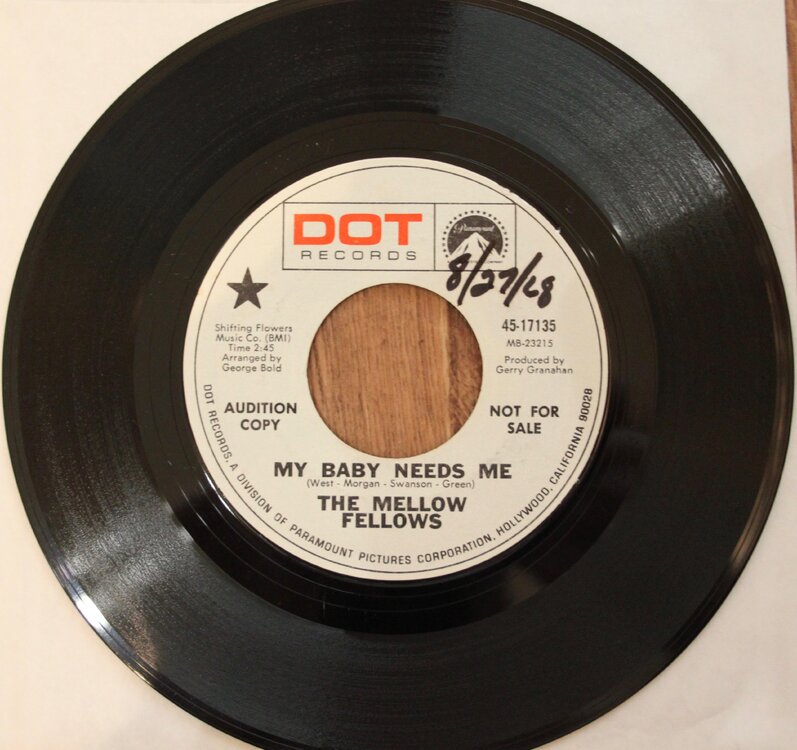 DOT
RECORDS
Paramount
8/27/68
Shifting Flowers
Music Co. (BMI)
Time 2:45
Arranged by
George Bold
45-17135
MB-23215
Produced by
Gerry Granahan
AUDITION
COPY
NOT FOR
SALE
MY BABY NEEDS ME
(West - Morgan - Swanson - Green)
THE MELLOW
FELLOWS
DOT RECORDS, A DIVISION OF PARAMOUNT PICTURES CORPORATION, HOLLYWOOD, CALIFORNIA 90028